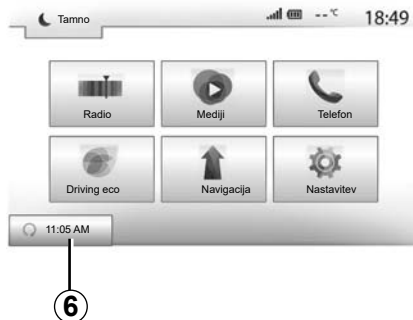 Tamno
--°C
18:49
Radio
Mediji
Telefon
Driving eco
Navigacija
Nastavitev
11:05 AM
6